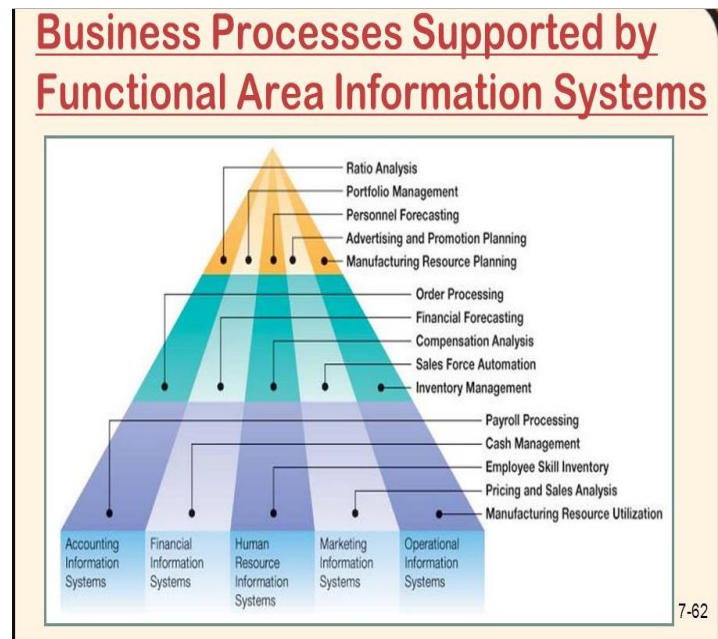 Business Processes Supported by
Functional Area Information Systems
Ratio Analysis
Portfolio Management
Personnel Forecasting
Advertising and Promotion Planning
Manufacturing Resource Planning
Order Processing
Financial Forecasting
Compensation Analysis
Sales Force Automation
Inventory Management
Payroll Processing
Cash Management
Employee Skill Inventory
Pricing and Sales Analysis
Manufacturing Resource Utilization
Accounting
Information
Systems
Financial
Information
Systems
Human
Resource
Information
Systems
Marketing
Information
Systems
Operational
Information
Systems
7-62